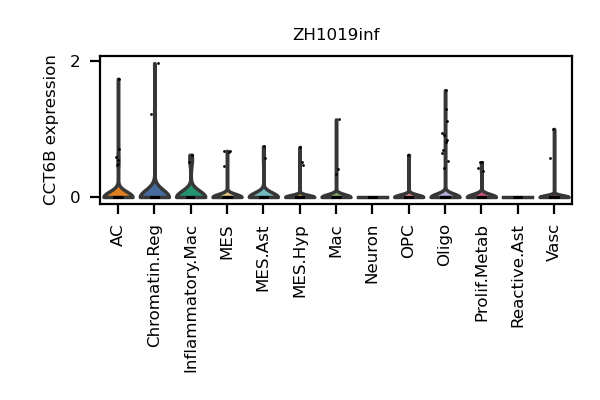 ZH1019inf
CCT6B expression
2
0
AC
Chromatin.Reg
Inflammatory.Mac
MES
MES.Ast
MES.Hyp
Mac
Neuron
OPC
Oligo
Prolif.Metab
Reactive.Ast
Vasc